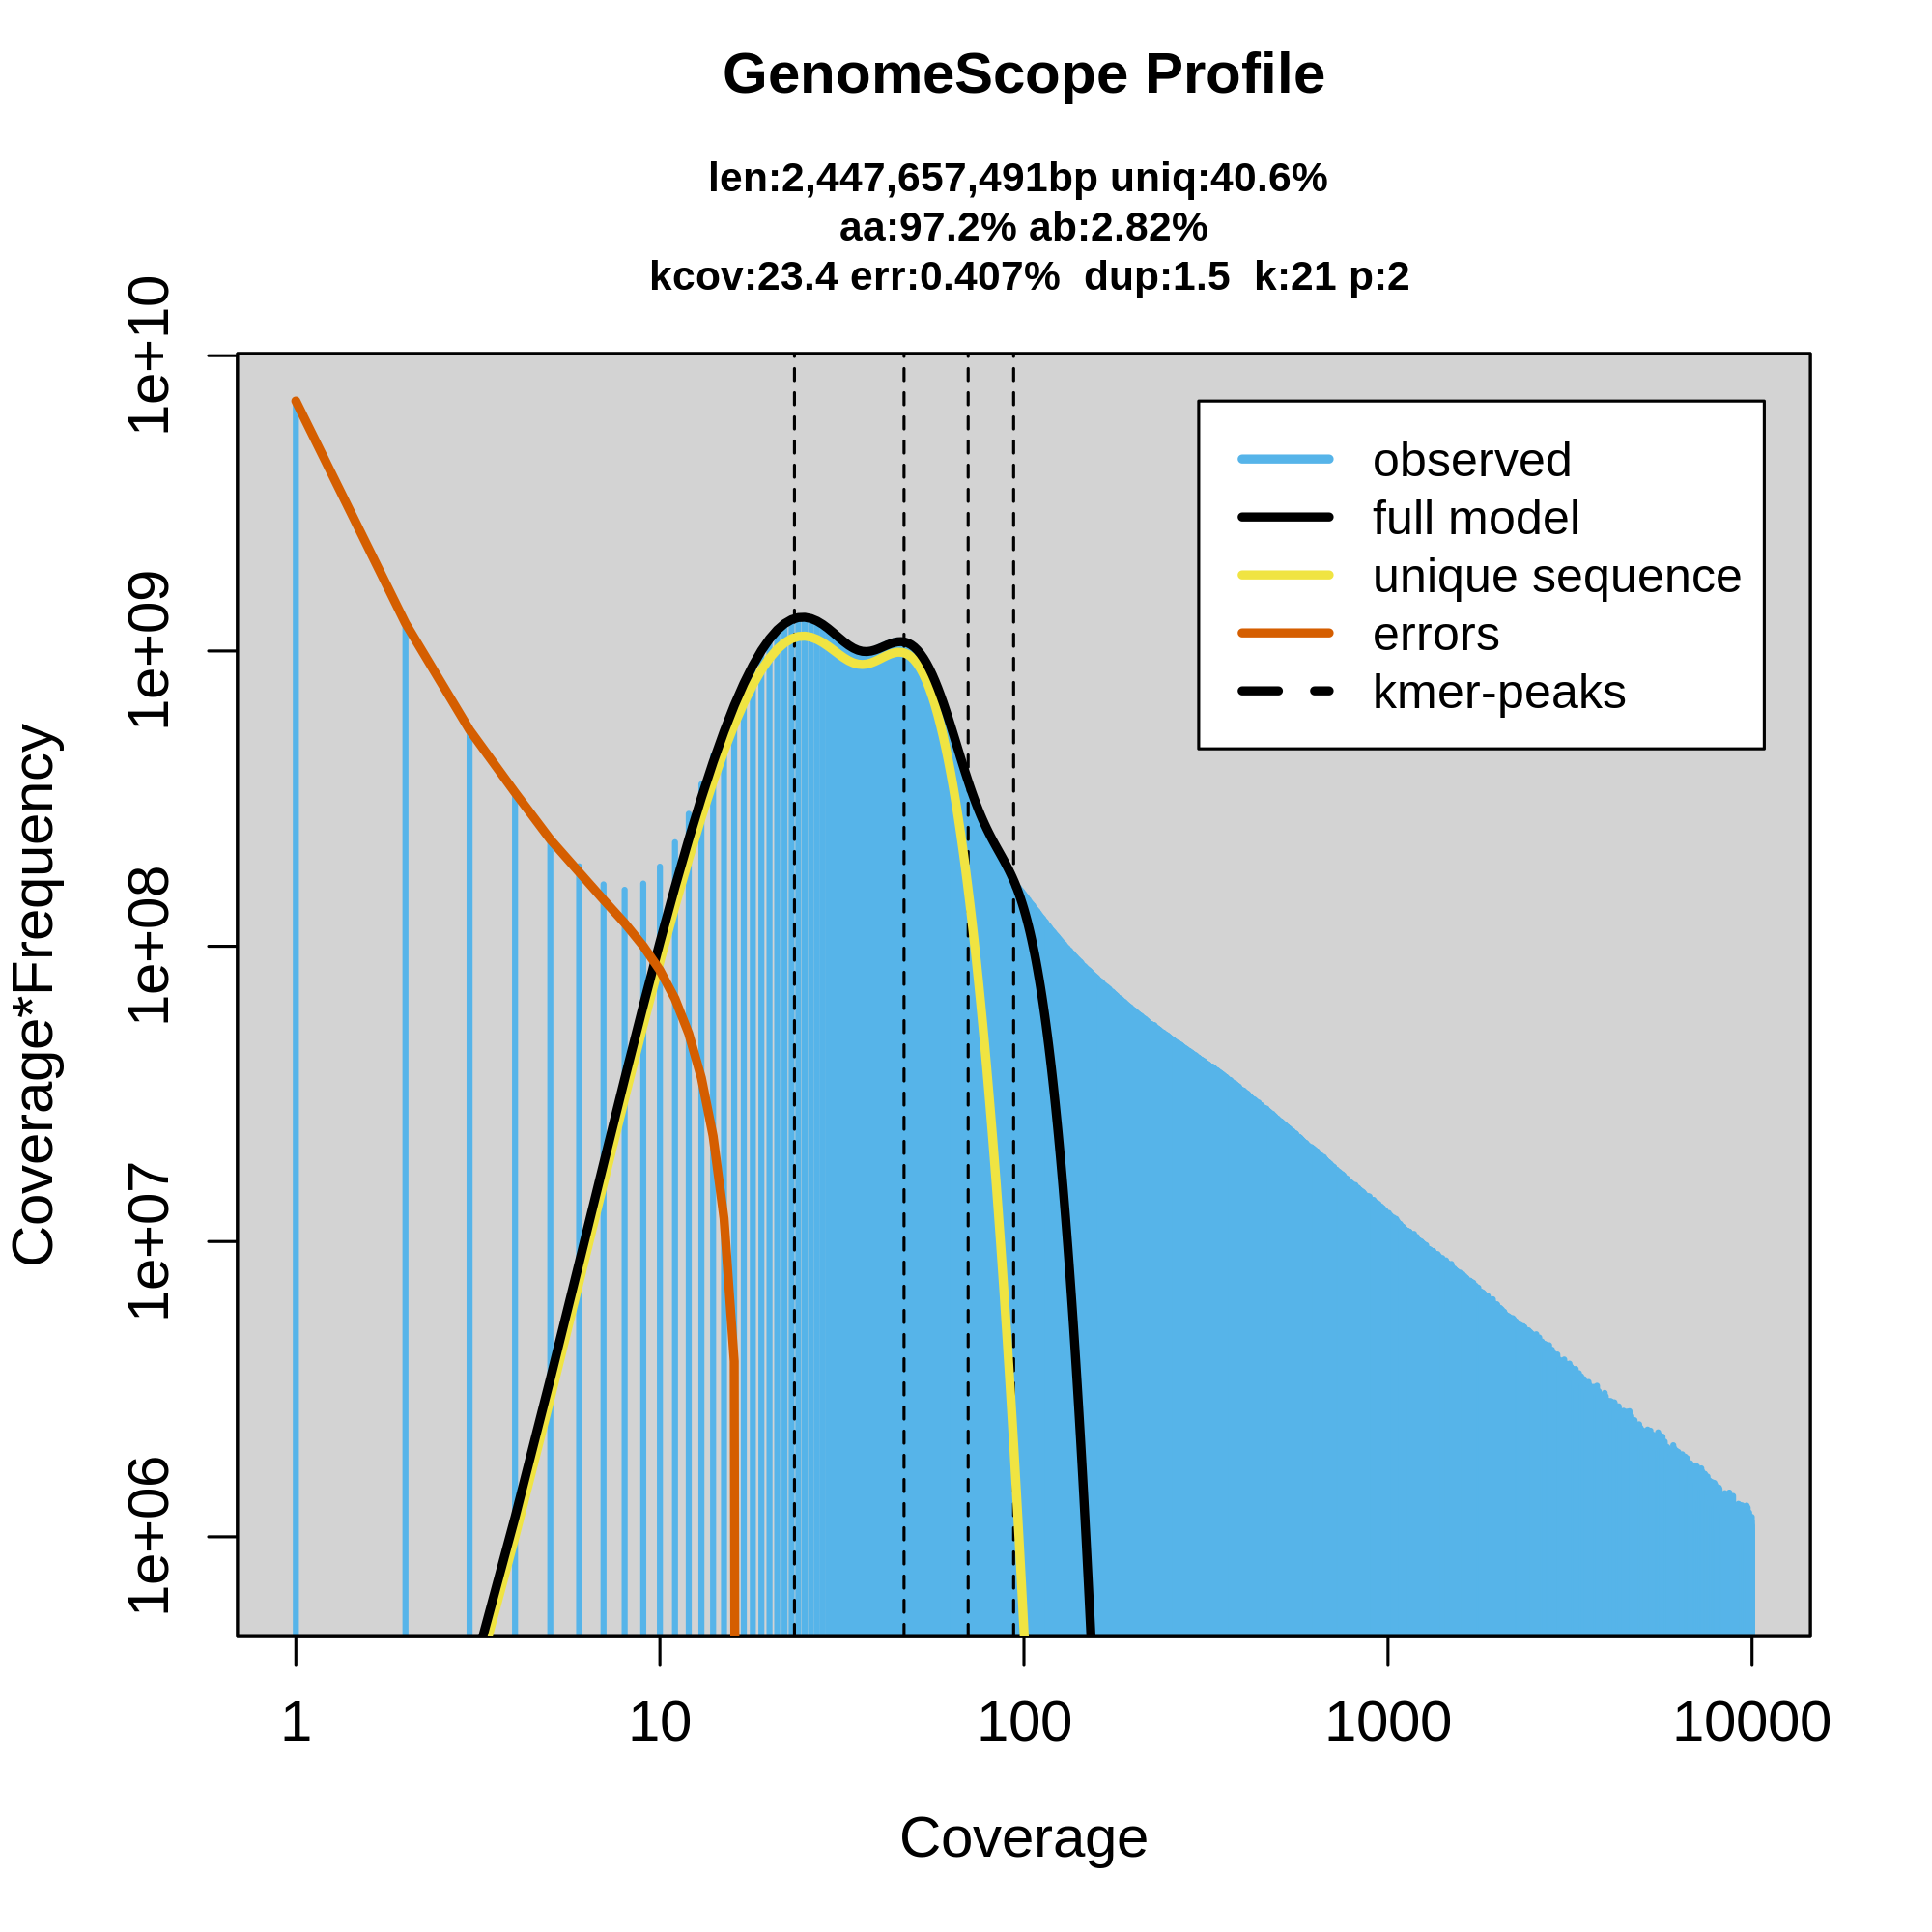 GenomeScope Profile
len:2,447,657,491bp uniq:40.6%
aa:97.2% ab:2.82%
kcov:23.4 err:0.407%  dup:1.5  k:21 p:2
Coverage*Frequency
1e+10
1e+09
1e+08
1e+07
1e+06
observed
full model
unique sequence
errors
kmer-peaks
1 10 100 1000 10000
Coverage